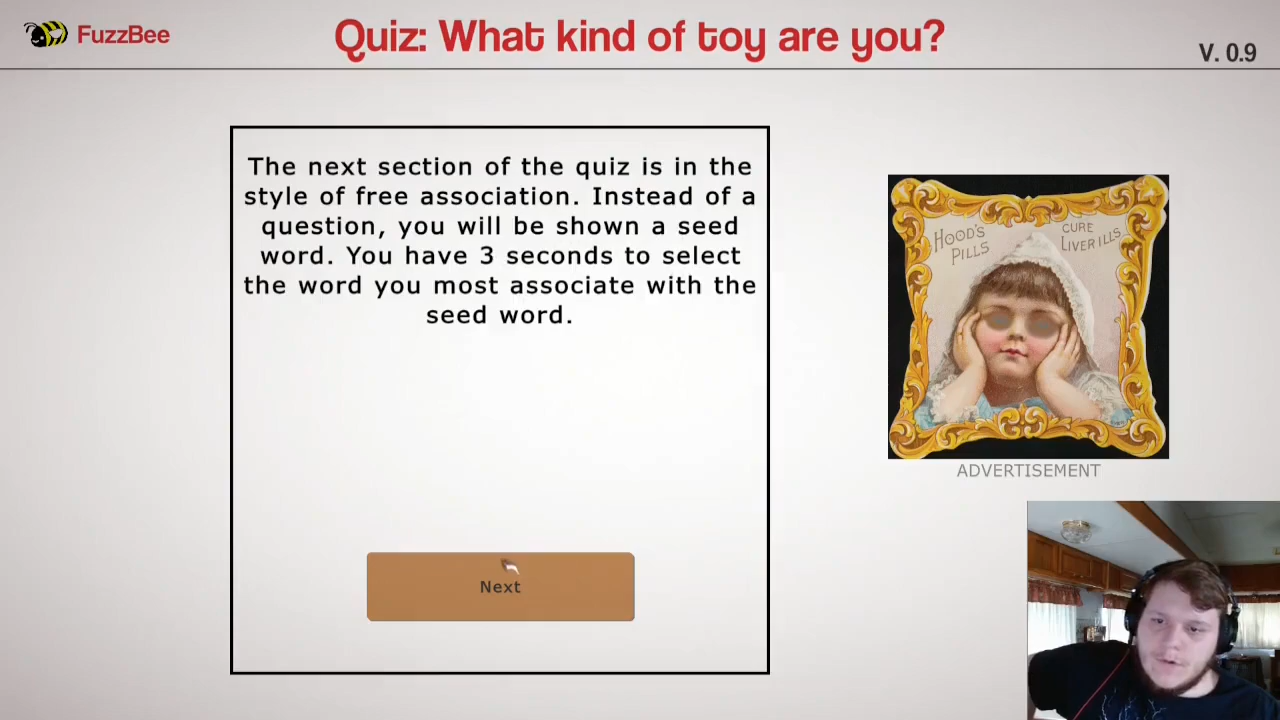 FuzzBee
Quiz: What kind of toy are you?
V. 0.9
The next section of the quiz is in the
style of free association. Instead of a
question, you will be shown a seed
word. You have 3 seconds to select
the word you most associate with the
seed word.
Next
HOOD'S
PILLS
CURE
LIVER ILLS.
ADVERTISEMENT